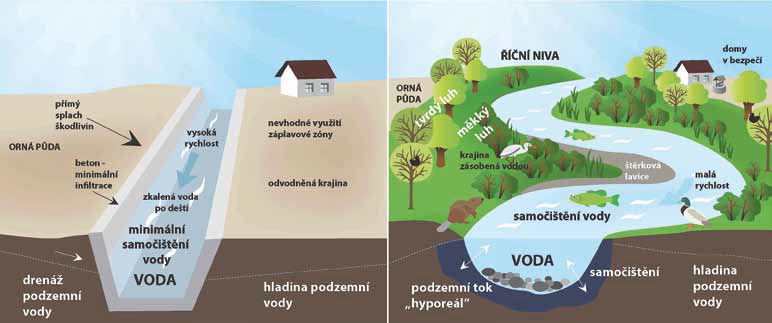 přímý
splach
škodlivin
ORNÁ PŮDA
beton -
minimální
infiltrace
vysoká
rychlost
zkalená voda
po dešti
minimální
samočištění
vody
VODA
nevhodné využití
záplavové zóny
odvodněná krajina
drenáž
podzemní
vody
hladina podzemní
vody
ŘÍČNÍ NIVA
domy
v bezpečí
ORNÁ
PŮDA
tvrdý luh
měkký
luh
krajina
zásobená vodou
štěrková
lavice
malá
rychlost
samočištění vody
VODA
podzemní tok
„hyporeál"
samočištění
hladina
podzemní
vody